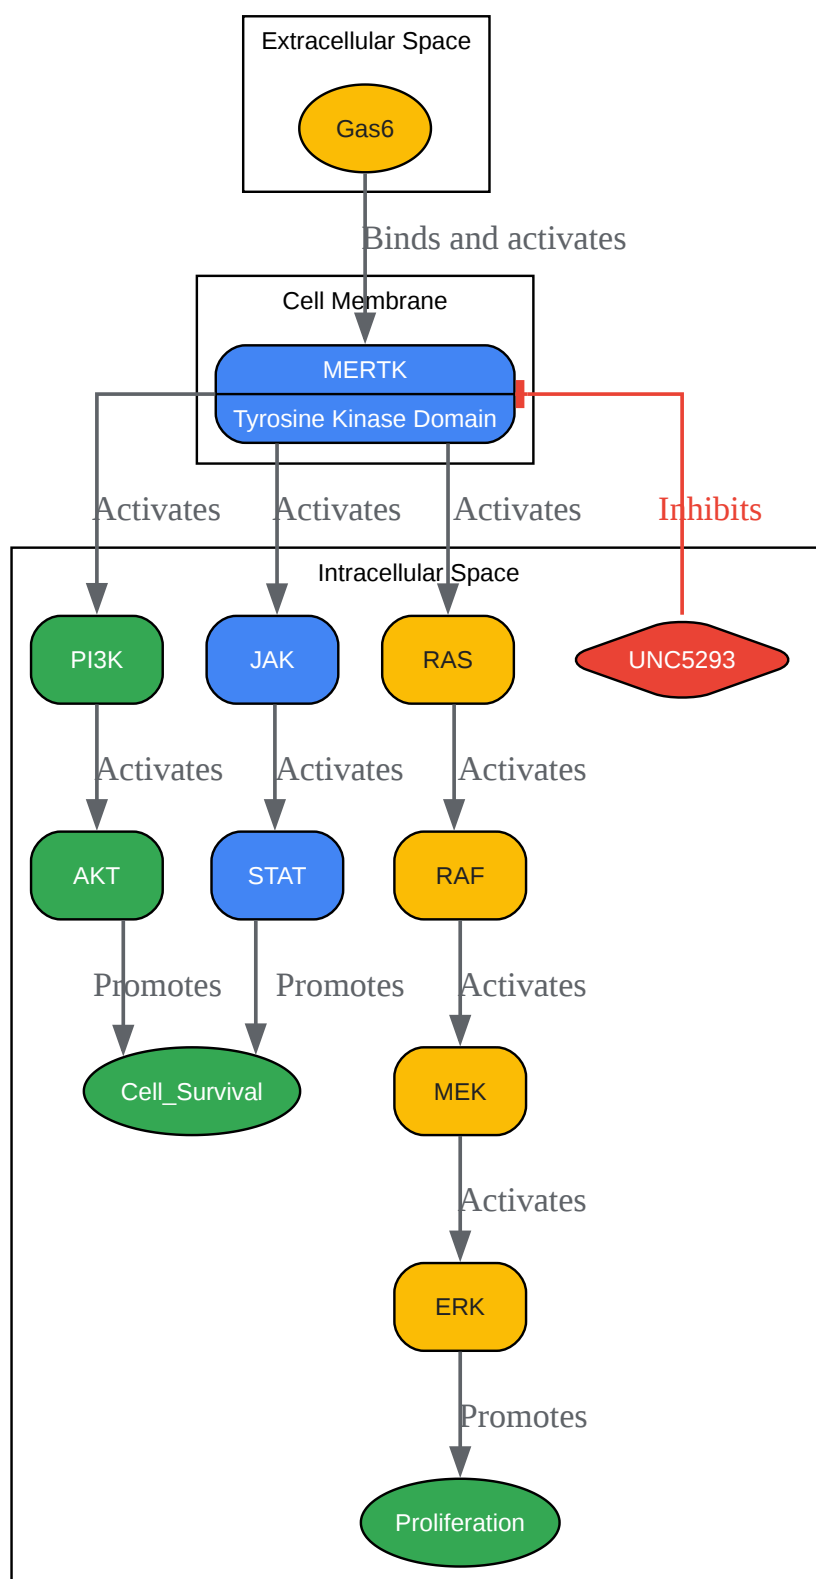 Extracellular Space
Gas6
Binds and activates
Cell Membrane
MERTK
Tyrosine Kinase Domain
Activates
Activates
Activates
Inhibits
Intracellular Space
PI3K
JAK
RAS
UNC5293
Activates
Activates
Activates
AKT
STAT
RAF
Promotes
Promotes
Activates
Cell_Survival
MEK
Activates
ERK
Promotes
Proliferation